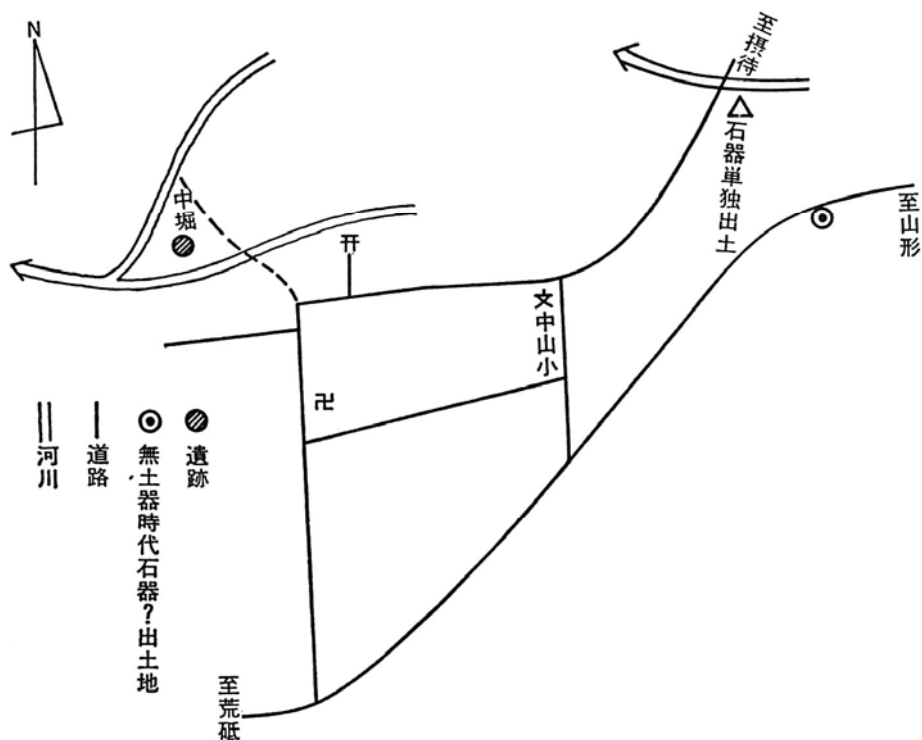 N
至摂待
石器単独出土
至山形
中堀
文中山小
卍
遺跡
無土器時代石器？出土地
道路
河川
至荒砥